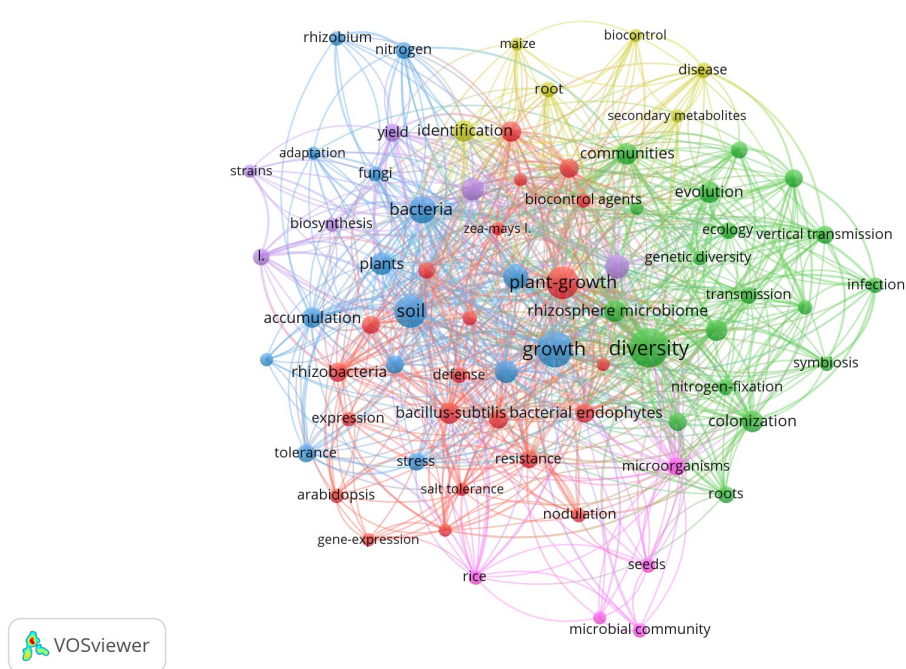 rhizobium
nitrogen
maize
biocontrol
disease
root
secondary metabolites
yield
identification
communities
adaptation
strains
fungi
evolution
biocontrol agents
bacteria
biosynthesis
zea-mays l.
ecology
vertical transmission
l.
plants
genetic diversity
plant-growth
infection
transmission
soil
rhizosphere microbiome
accumulation
growth
diversity
symbiosis
rhizobacteria
defense
nitrogen-fixation
expression
bacillus-subtilis
bacterial endophytes
colonization
tolerance
stress
resistance
microorganisms
arabidopsis
salt tolerance
roots
nodulation
gene-expression
rice
seeds
microbial community
VOSviewer